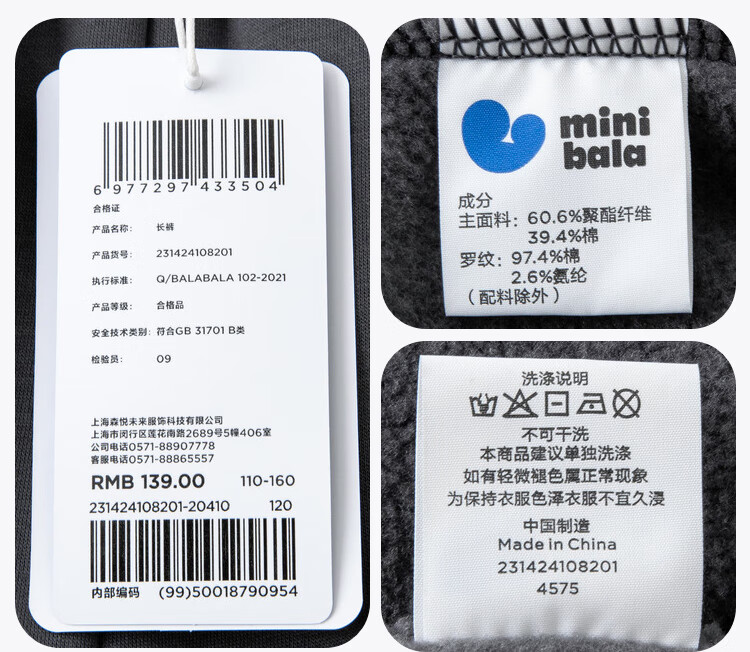 6 977297 433504
合格证
产品名称： 长裤
产品货号： 231424108201
执行标准： Q/BALABALA 102-2021
产品等级： 合格品
安全技术类别：符合GB 31701 B类
检验员： 09
上海森悦未来服饰科技有限公司
上海市闵行区莲花南路2689号5幢406室
公司电话0571-88907778
客服电话0571-88865557
RMB 139.00 110-160
231424108201-20410 120
内部编码 (99)50018790954
mini
bala
成分
主面料：60.6%聚酯纤维
39.4%棉
罗纹：97.4%棉
2.6%氨纶
（配料除外）
洗涤说明
不可干洗
本商品建议单独洗涤
如有轻微褪色属正常现象
为保持衣服色泽衣服不宜久浸
中国制造
Made in China
231424108201
4575